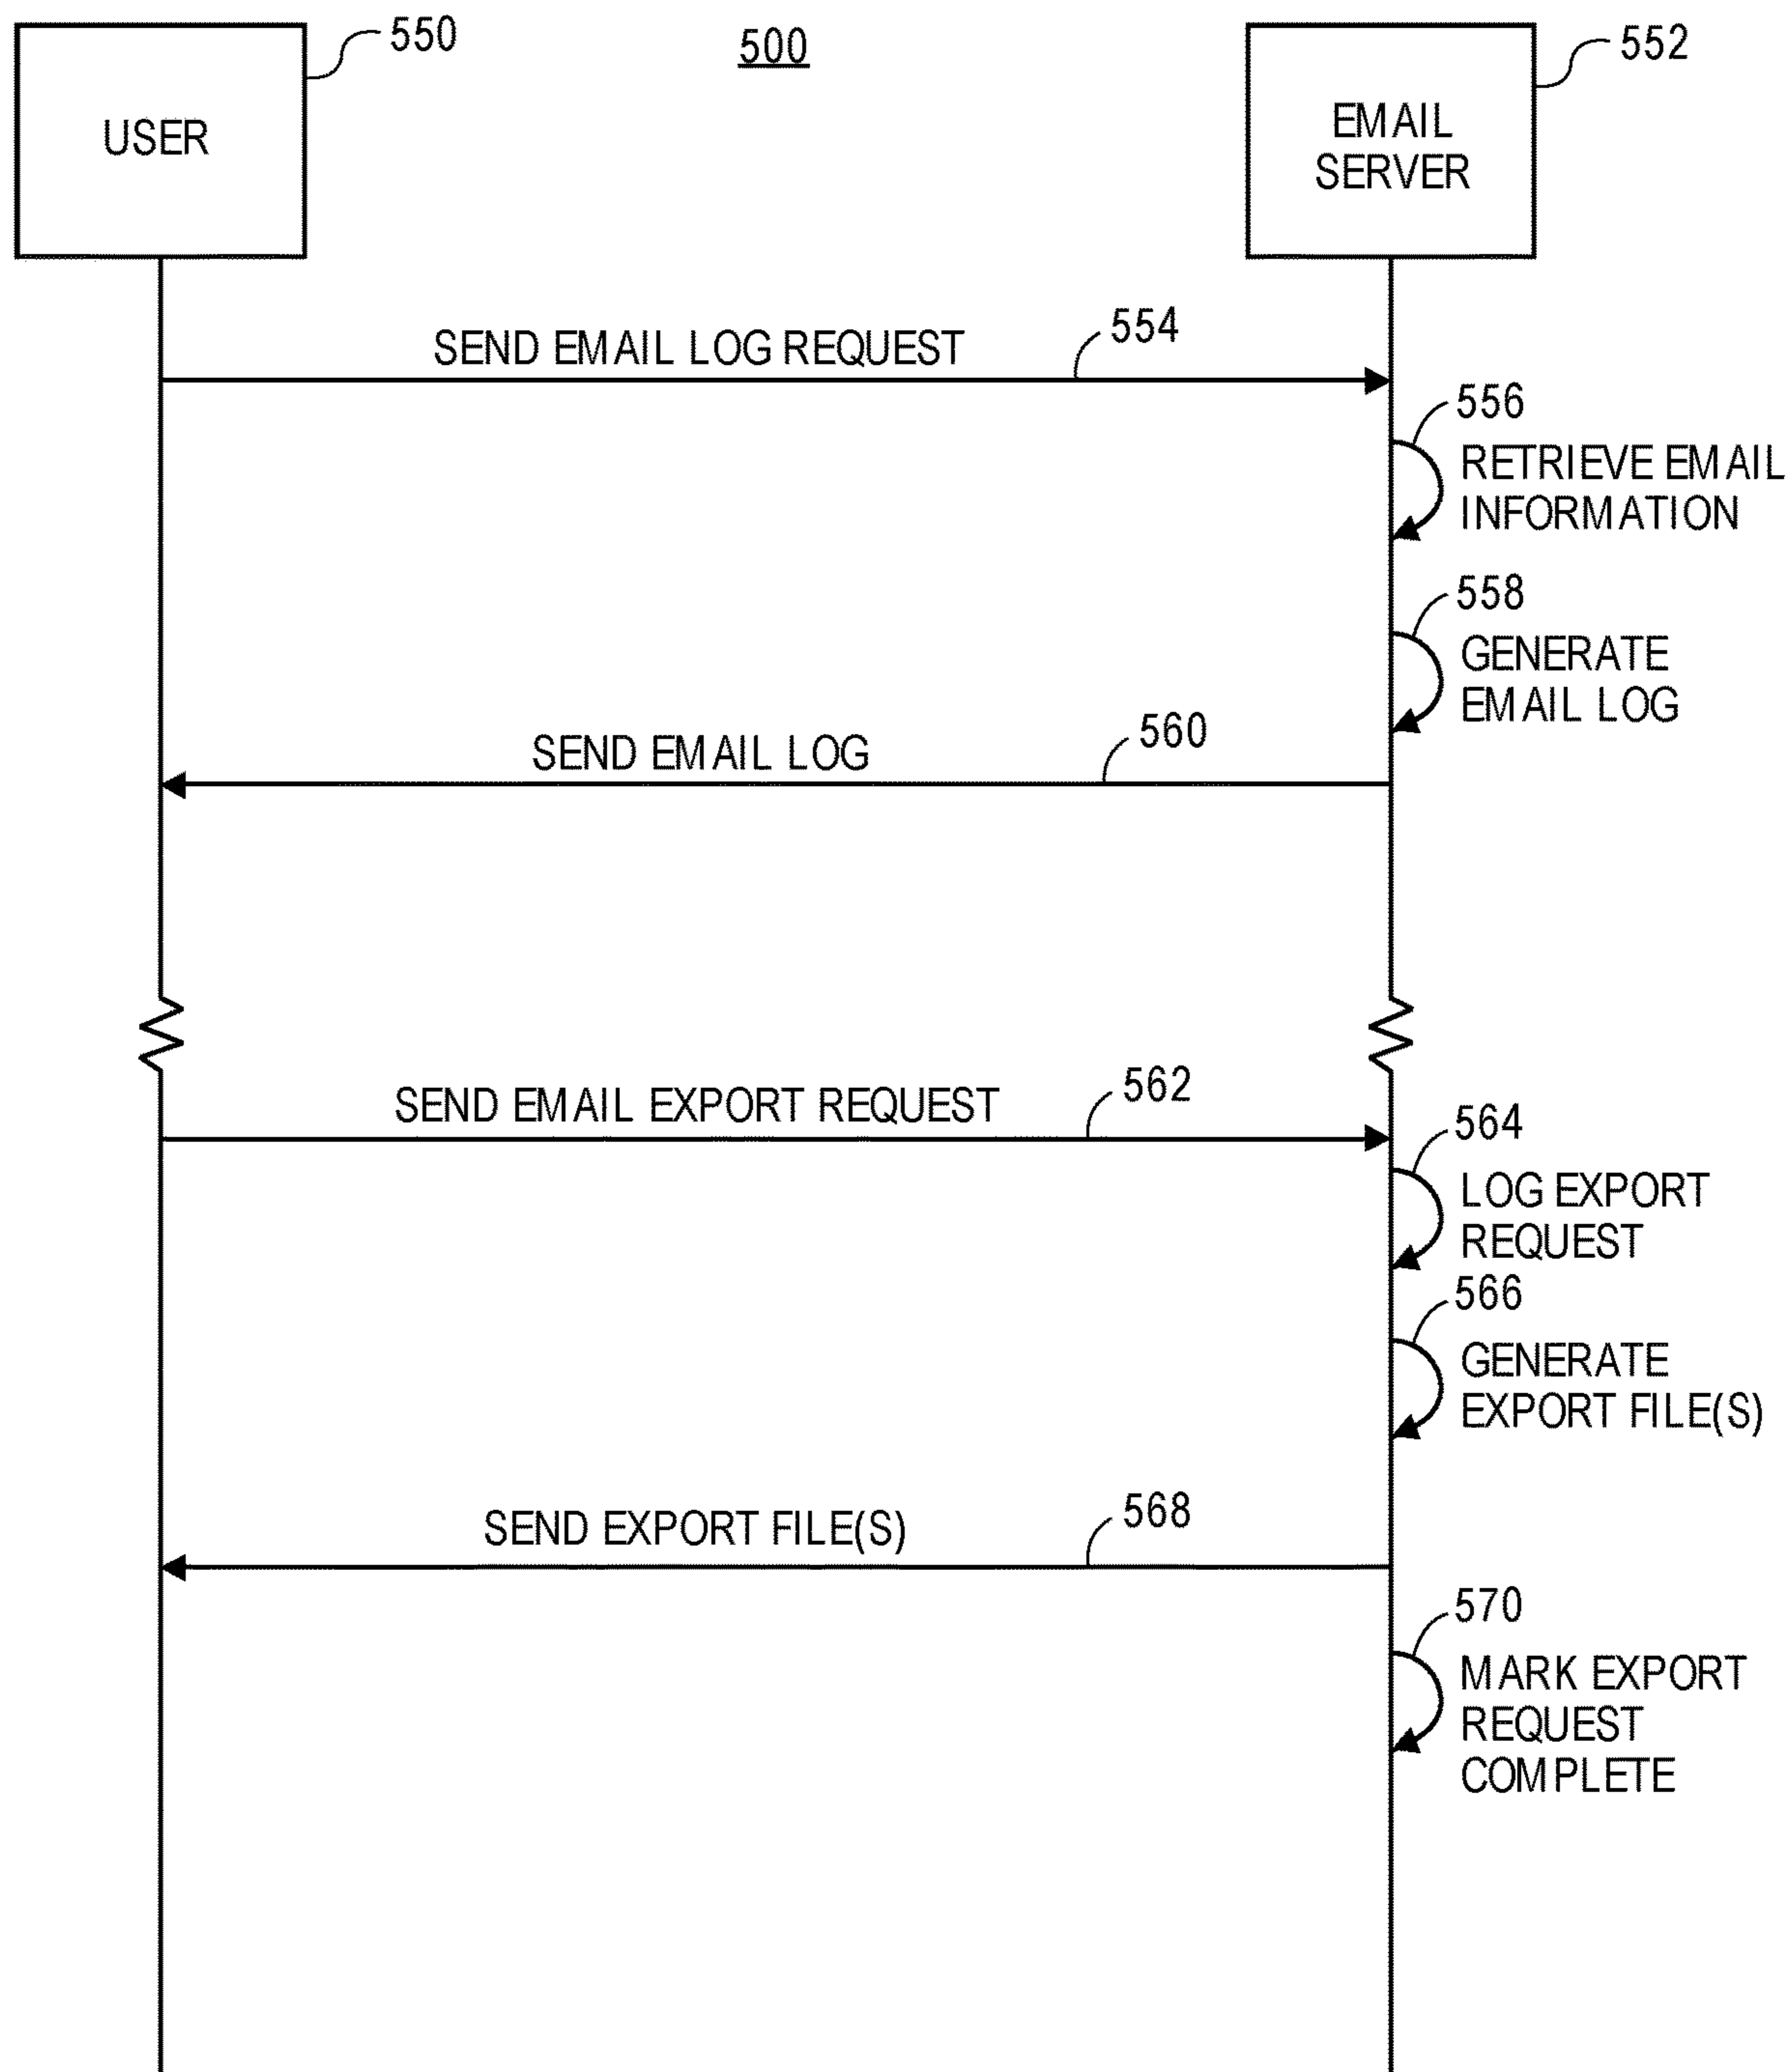 550
500
552
USER
EMAIL
SERVER
SEND EMAIL LOG REQUEST
554
556
RETRIEVE EMAIL
INFORMATION
558
GENERATE
EMAIL LOG
SEND EMAIL LOG
560
SEND EMAIL EXPORT REQUEST
562
564
LOG EXPORT
REQUEST
566
GENERATE
EXPORT FILE(S)
SEND EXPORT FILE(S)
568
570
MARK EXPORT
REQUEST
COMPLETE